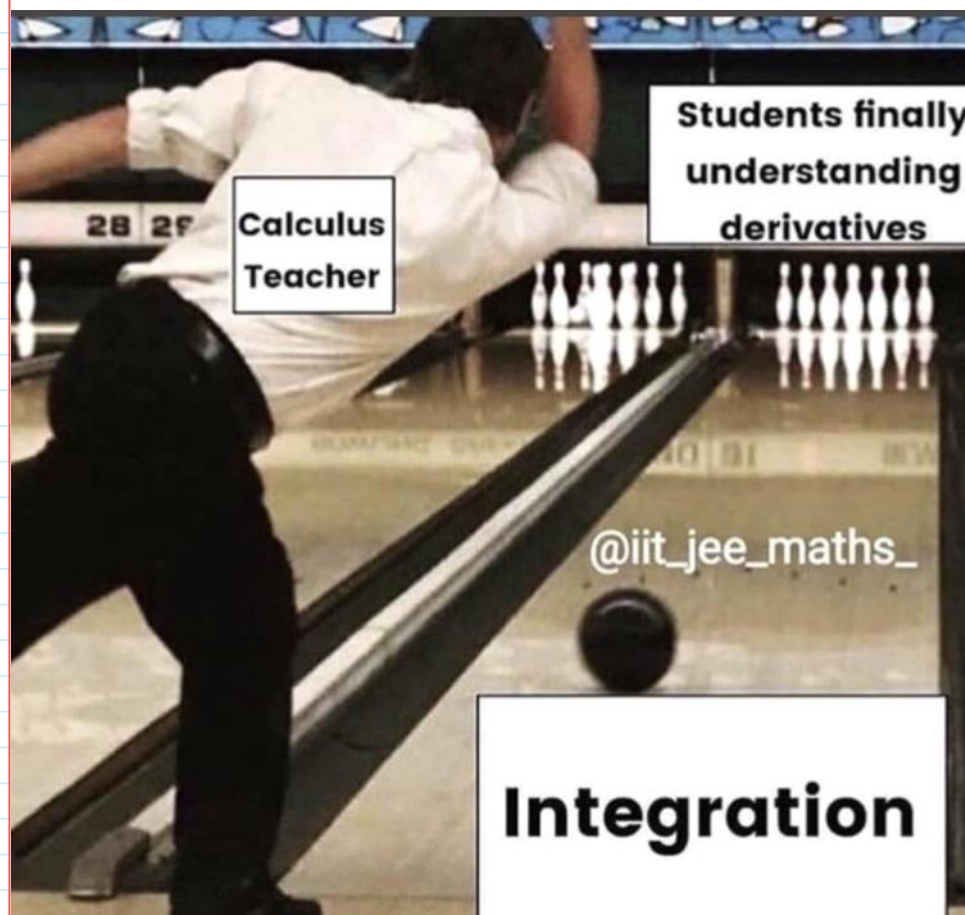 Students finally
understanding
derivatives
28 29
Calculus
Teacher
@iit_jee_maths_
Integration